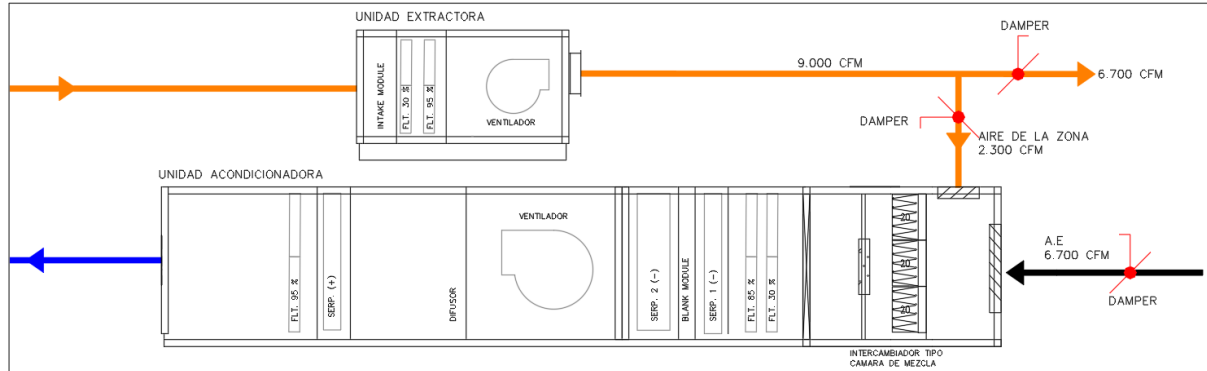 UNIDAD EXTRACTORA
DAMPER
INTAKE MODULE
FLT. 30 %
FLT. 95 %
VENTILADOR
9.000 CFM
6.700 CFM
DAMPER
AIRE DE LA ZONA
2.300 CFM
UNIDAD ACONDICIONADORA
FLT. 95 %
SERP. (+)
DIFUSOR
VENTILADOR
SERP. 2 (-)
BLANK MODULE
SERP. 1 (-)
FLT. 85 %
FLT. 30 %
20
20
20
A.E
6.700 CFM
DAMPER
INTERCAMBIADOR TIPO
CAMARA DE MEZCLA